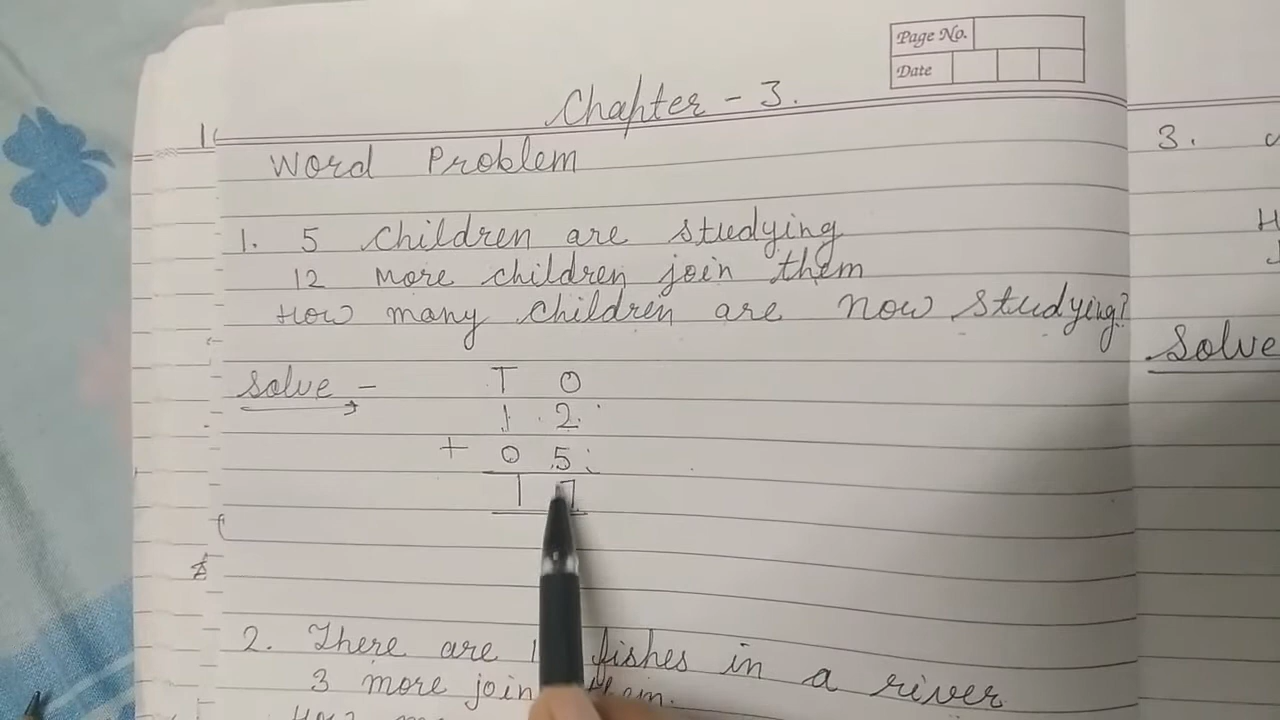 Page No.
Date
Chapter - 3.
Word Problem
1. 5 children are studying
12 more children join them
How many children are now studying?
Solve -
T O
1 2
+ 0 5
1 7
2. There are fishes in a river
3 more join them.
How
3.
Solve